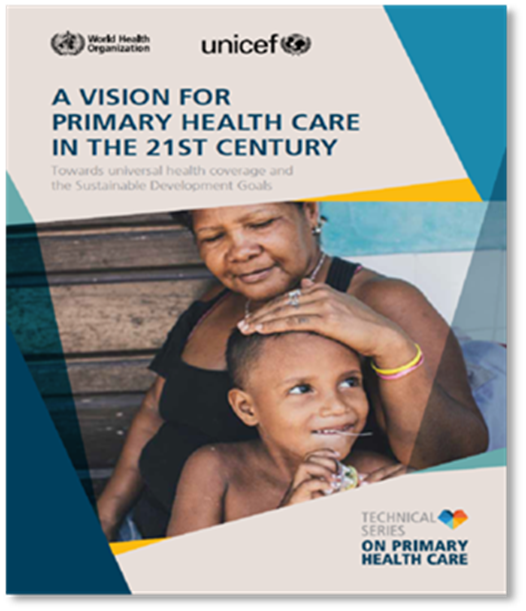 World Health
Organization
unicef
A VISION FOR
PRIMARY HEALTH CARE
IN THE 21ST CENTURY
Towards universal health coverage and
the Sustainable Development Goals
TECHNICAL
SERIES
ON PRIMARY
HEALTH CARE